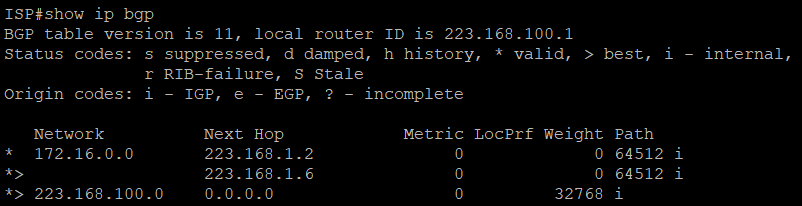 ISP#show ip bgp
BGP table version is 11, local router ID is 223.168.100.1
Status codes: s suppressed, d damped, h history, * valid, > best, i - internal,
              r RIB-failure, S Stale
Origin codes: i - IGP, e - EGP, ? - incomplete

   Network          Next Hop            Metric LocPrf Weight Path
*  172.16.0.0       223.168.1.2              0             0 64512 i
*>                  223.168.1.6              0             0 64512 i
*> 223.168.100.0    0.0.0.0                  0         32768 i